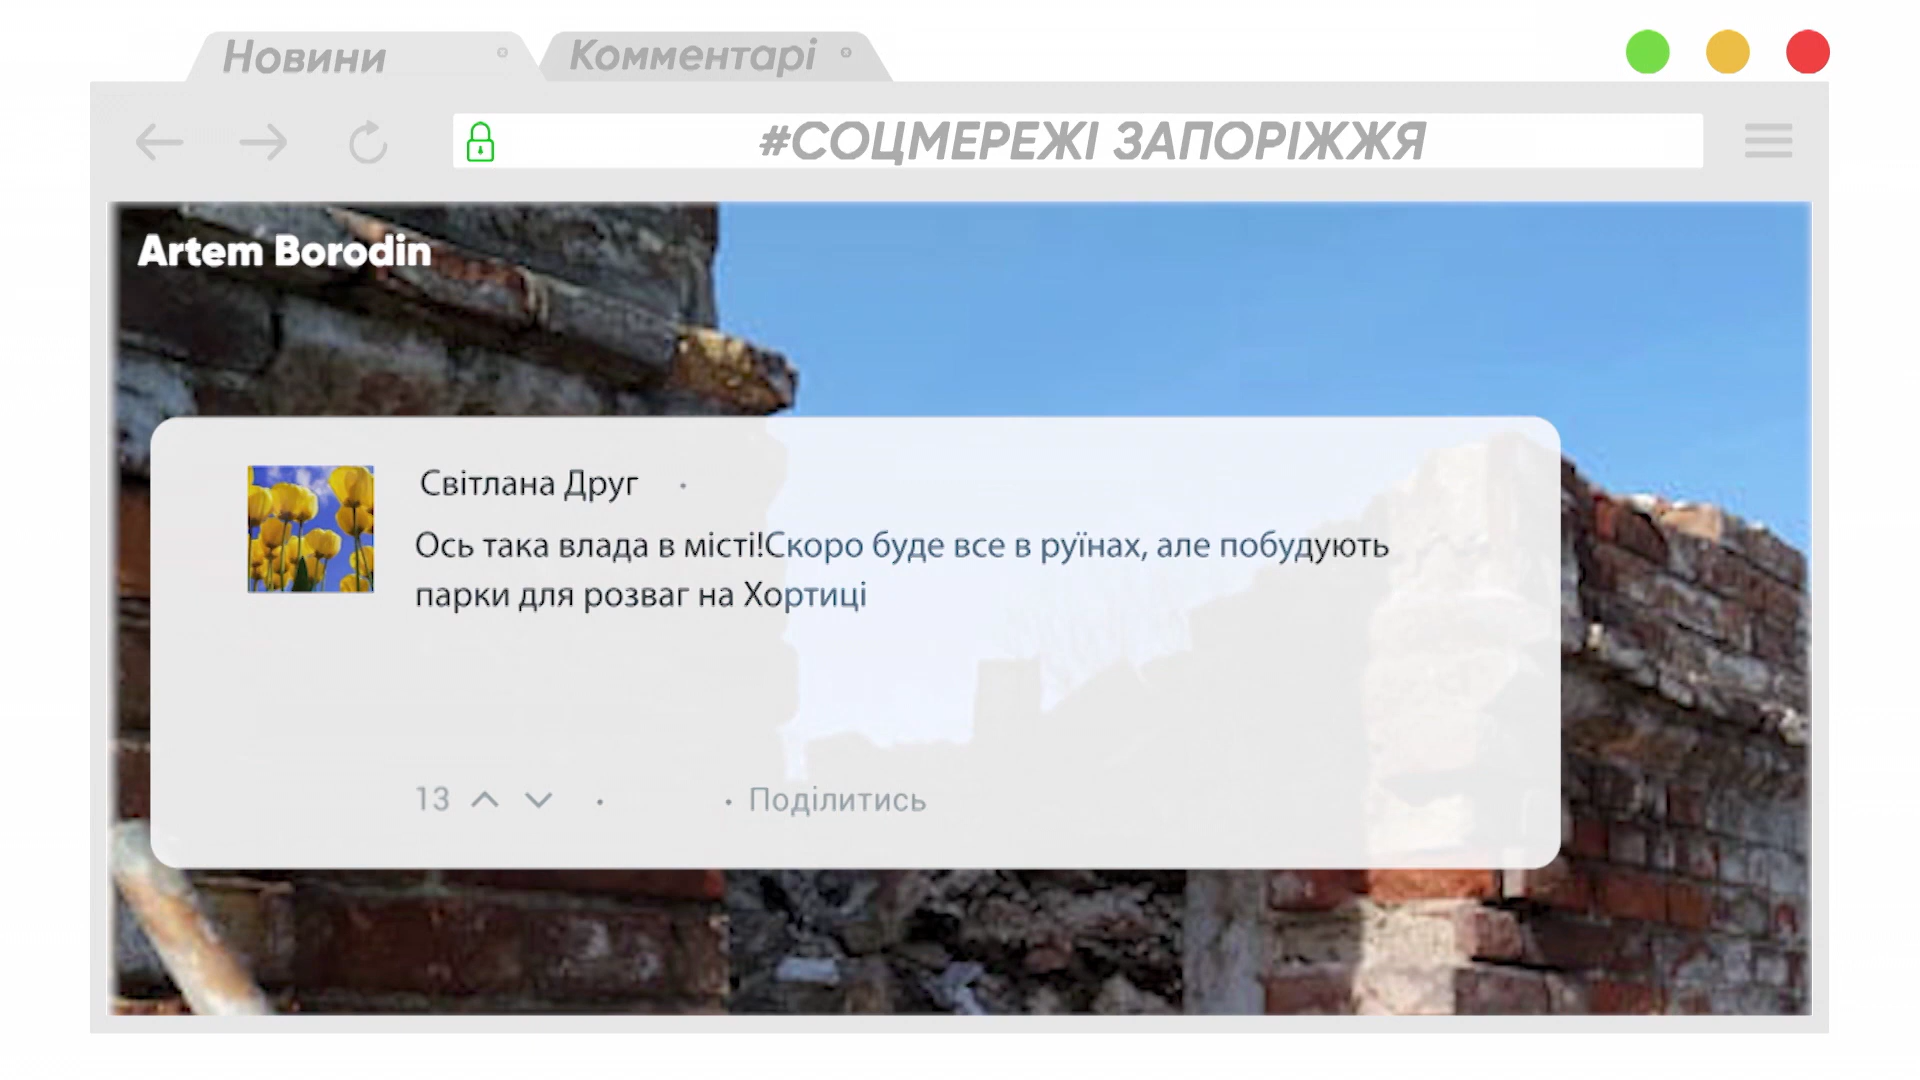 Новини
Комментарі
#СОЦМЕРЕЖІ ЗАПОРІЖЖЯ
Artem Borodin
Світлана Друг ·
Ось така влада в місті!Скоро буде все в руїнах, але побудують
парки для розваг на Хортиці
13 · · Поділитись